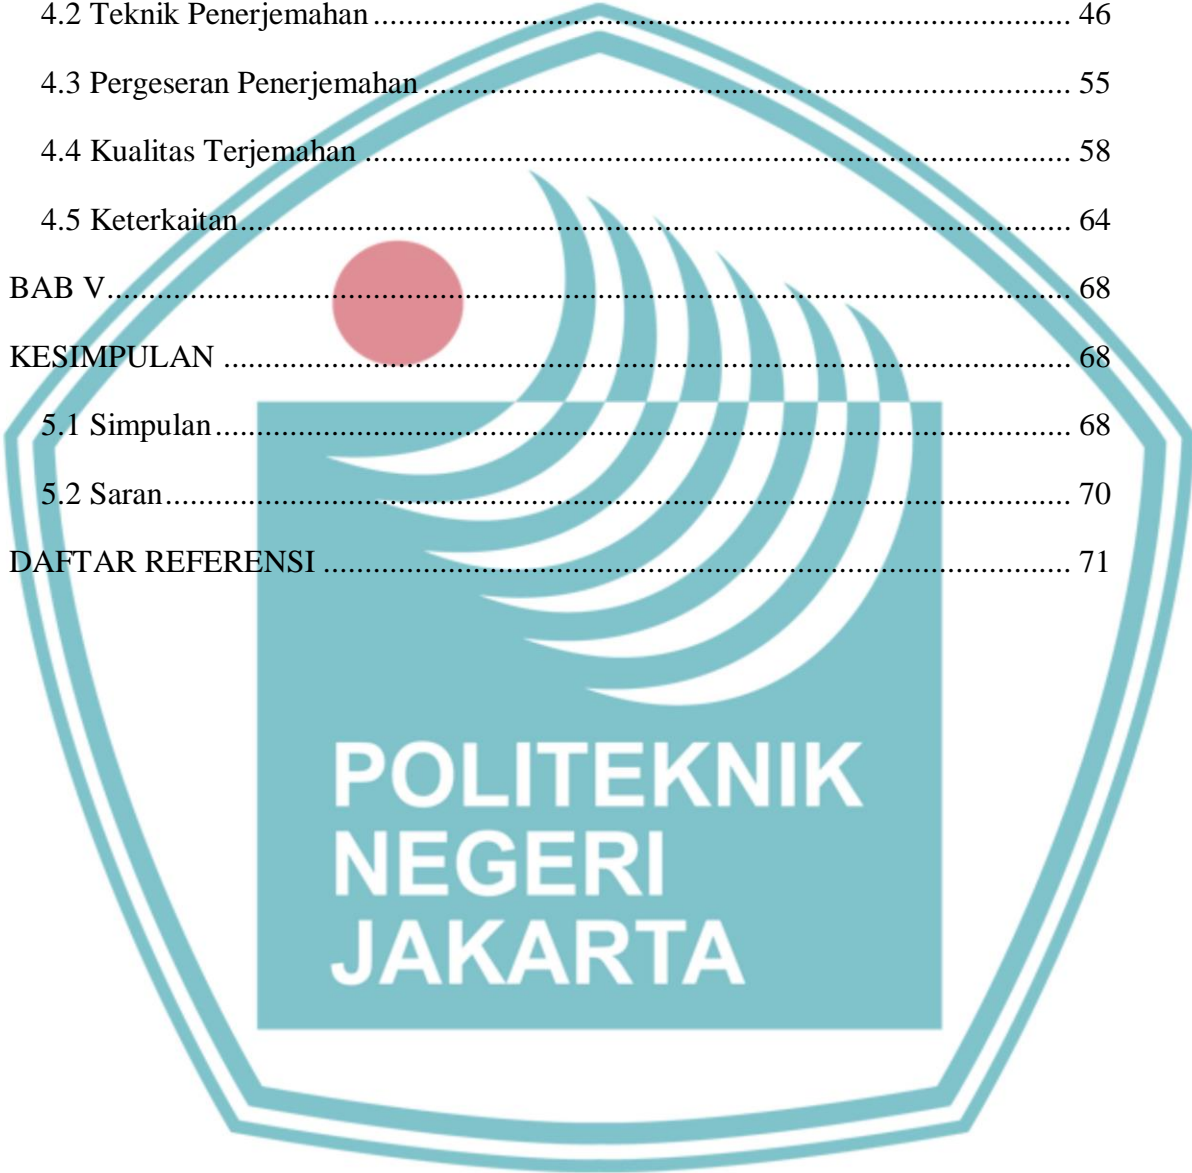 4.2 Teknik Penerjemahan ........................................................................................ 46
4.3 Pergeseran Penerjemahan ................................................................................. 55
4.4 Kualitas Terjemahan ......................................................................................... 58
4.5 Keterkaitan ........................................................................................................ 64
BAB V ......................................................................................................................... 68
KESIMPULAN .......................................................................................................... 68
5.1 Simpulan ........................................................................................................... 68
5.2 Saran .................................................................................................................. 70
DAFTAR REFERENSI ............................................................................................. 71
POLITEKNIK
NEGERI
JAKARTA